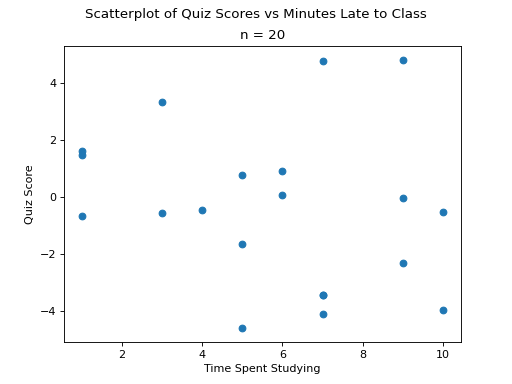 Scatterplot of Quiz Scores vs Minutes Late to Class
n = 20
4
2
0
−2
−4
Quiz Score
2 4 6 8 10
Time Spent Studying